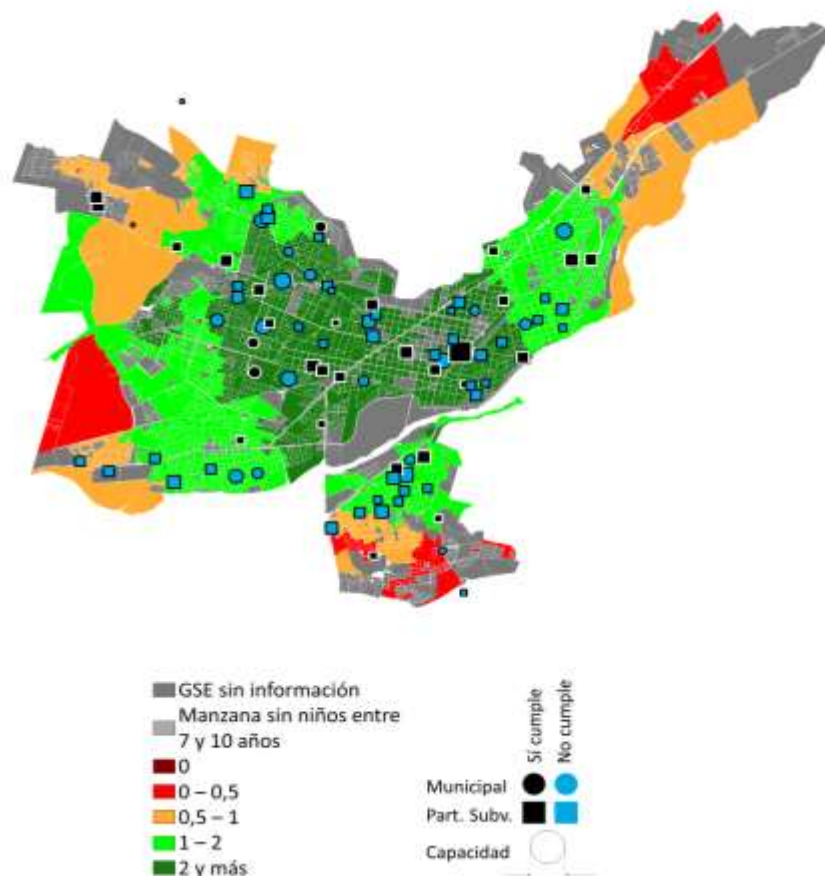 GSE sin información
Manzana sin niños entre
7 y 10 años
0
0 – 0,5
0,5 – 1
1 – 2
2 y más
Sí cumple
No cumple
Municipal
Part. Subv.
Capacidad